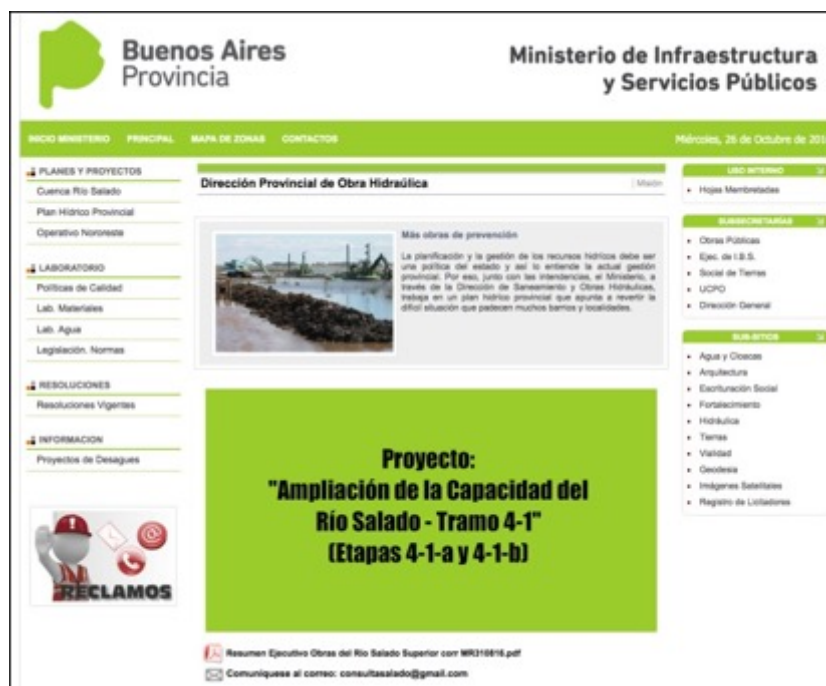 Buenos Aires
Provincia
Ministerio de Infraestructura
y Servicios Públicos
INICIO MINISTERIO PRINCIPAL MAPA DE ZONAS CONTACTOS
Miércoles, 26 de Octubre de 201
PLANES Y PROYECTOS
Cuenca Río Salado
Plan Hídrico Provincial
Operativo Noroeste
LABORATORIO
Políticas de Calidad
Lab. Materiales
Lab. Agua
Legislación. Normas
RESOLUCIONES
Resoluciones Vigentes
INFORMACION
Proyectos de Desagues
RECLAMOS
Dirección Provincial de Obra Hidraúlica
| Misión
Más obras de prevención
La planificación y la gestión de los recursos hídricos debe ser
una política del estado y así lo entiende la actual gestión
provincial. Por eso, junto con las intendencias, el Ministerio, a
través de la Dirección de Saneamiento y Obras Hidráulicas,
trabaja en un plan hídrico provincial que apunta a revertir la
difícil situación que padecen muchos barrios y localidades.
Proyecto:
"Ampliación de la Capacidad del
Río Salado - Tramo 4-1"
(Etapas 4-1-a y 4-1-b)
Resumen Ejecutivo Obras del Rio Salado Superior corr MR310816.pdf
Comuníquese al correo: consultasalado@gmail.com
USO INTERNO
Hojas Membretadas
SUBSECRETARÍAS
Obras Públicas
Ejec. de I.B.S.
Social de Tierras
UCPO
Dirección General
SUB-SITIOS
Agua y Cloacas
Arquitectura
Escrituración Social
Fortalecimiento
Hidráulica
Tierras
Vialidad
Geodesia
Imágenes Satelitales
Registro de Licitadores